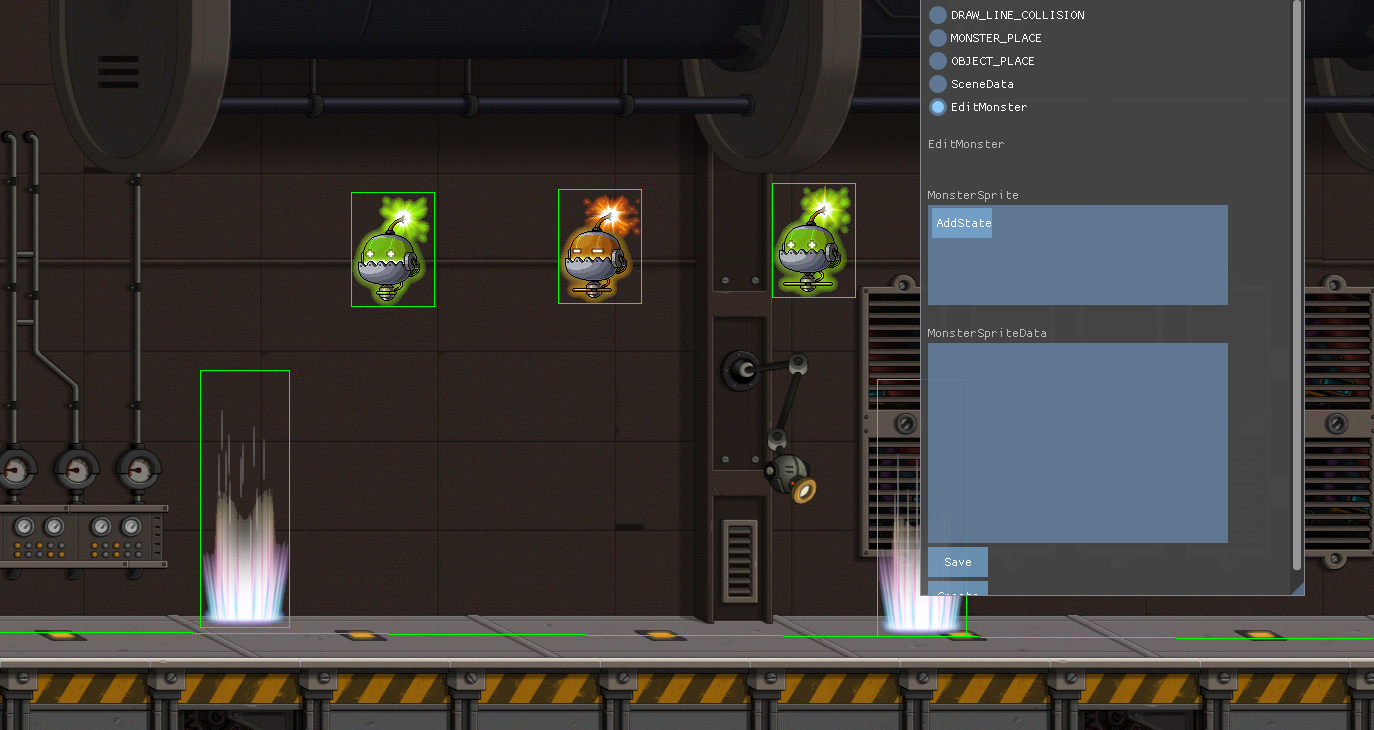 DRAW_LINE_COLLISION
MONSTER_PLACE
OBJECT_PLACE
SceneData
EditMonster
EditMonster
MonsterSprite
AddState
MonsterSpriteData
Save